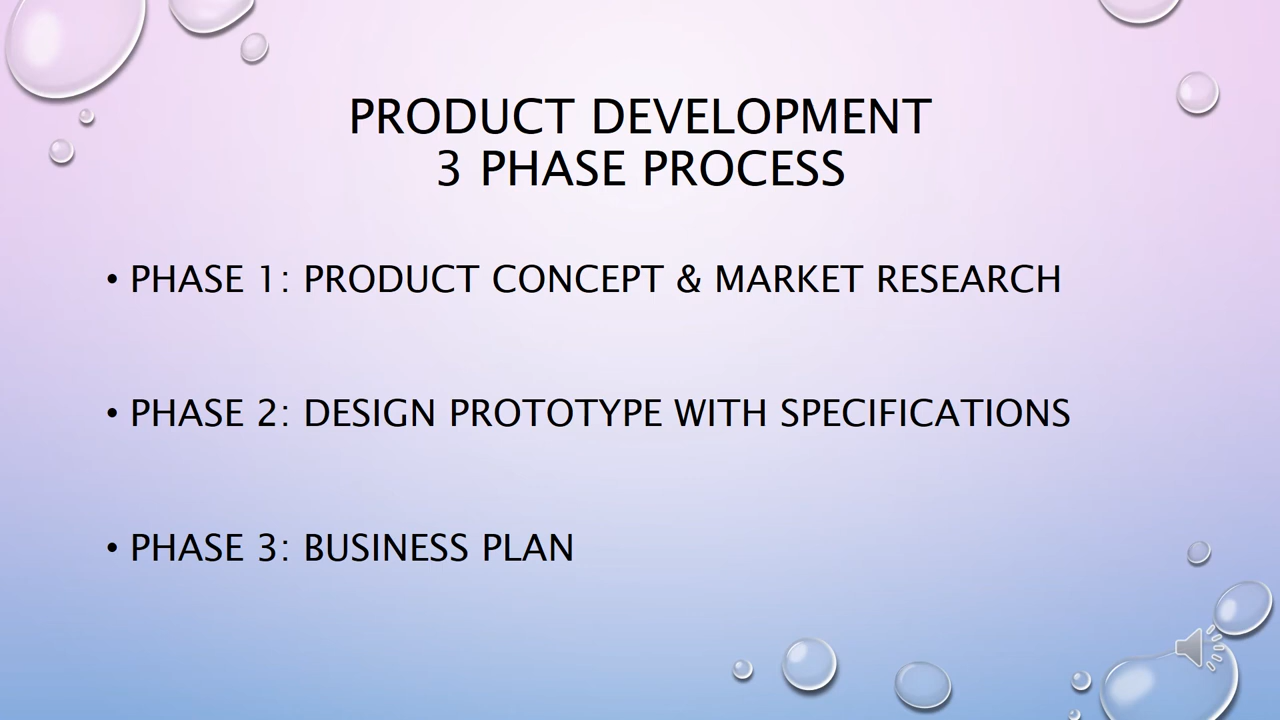 PRODUCT DEVELOPMENT
3 PHASE PROCESS
• PHASE 1: PRODUCT CONCEPT & MARKET RESEARCH
• PHASE 2: DESIGN PROTOTYPE WITH SPECIFICATIONS
• PHASE 3: BUSINESS PLAN